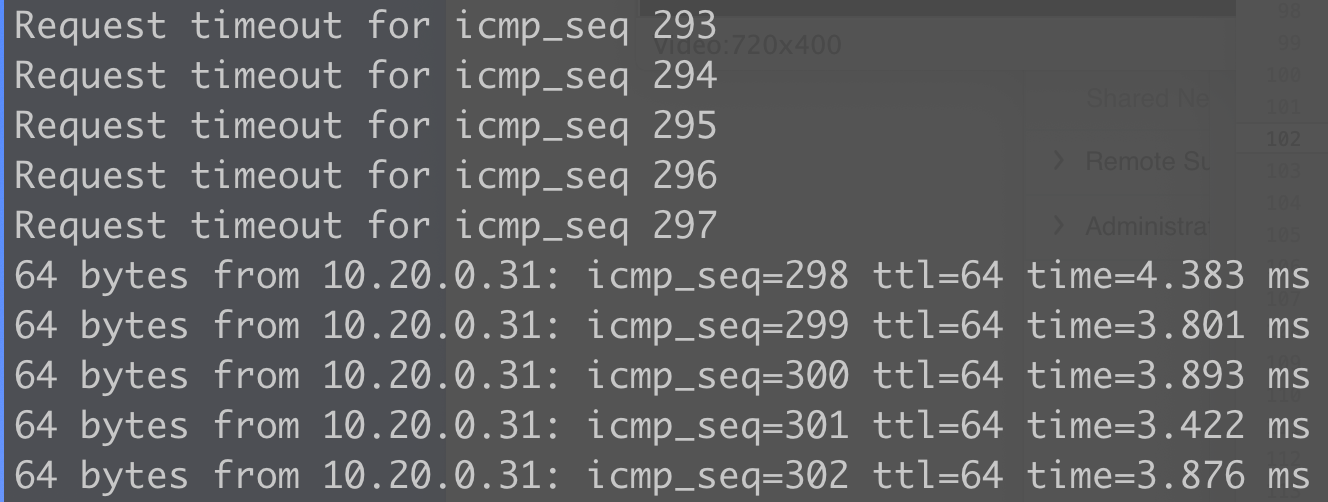 Request timeout for icmp_seq 293
Request timeout for icmp_seq 294
Request timeout for icmp_seq 295
Request timeout for icmp_seq 296
Request timeout for icmp_seq 297
64 bytes from 10.20.0.31: icmp_seq=298 ttl=64 time=4.383 ms
64 bytes from 10.20.0.31: icmp_seq=299 ttl=64 time=3.801 ms
64 bytes from 10.20.0.31: icmp_seq=300 ttl=64 time=3.893 ms
64 bytes from 10.20.0.31: icmp_seq=301 ttl=64 time=3.422 ms
64 bytes from 10.20.0.31: icmp_seq=302 ttl=64 time=3.876 ms
video:720x400
Shared Na
Remote Su
Administra
98
99
100
101
102
103
104
105